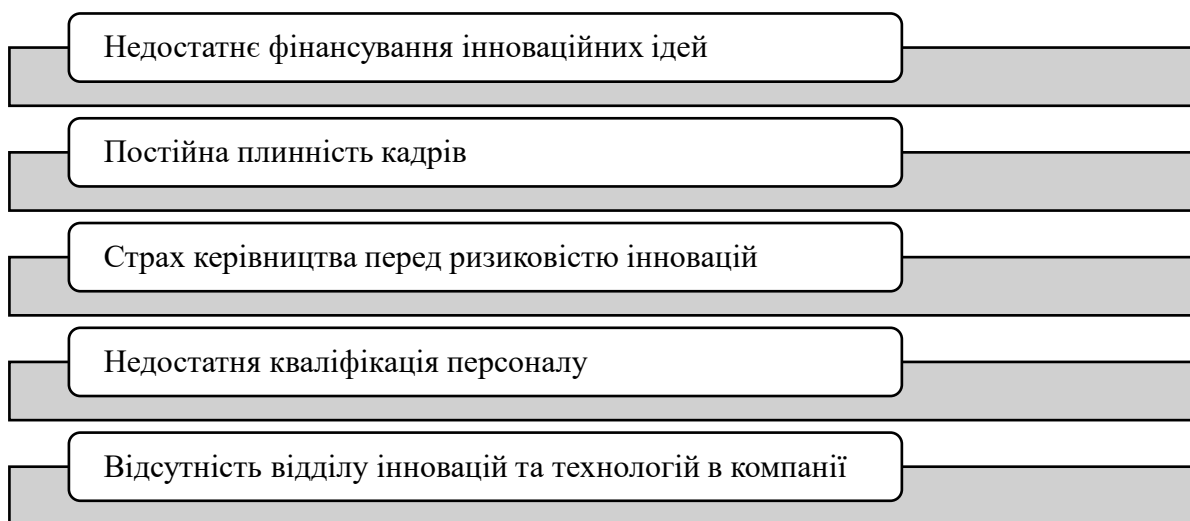 Недостатнє фінансування інноваційних ідей
Постійна плинність кадрів
Страх керівництва перед ризиковістю інновацій
Недостатня кваліфікація персоналу
Відсутність відділу інновацій та технологій в компанії